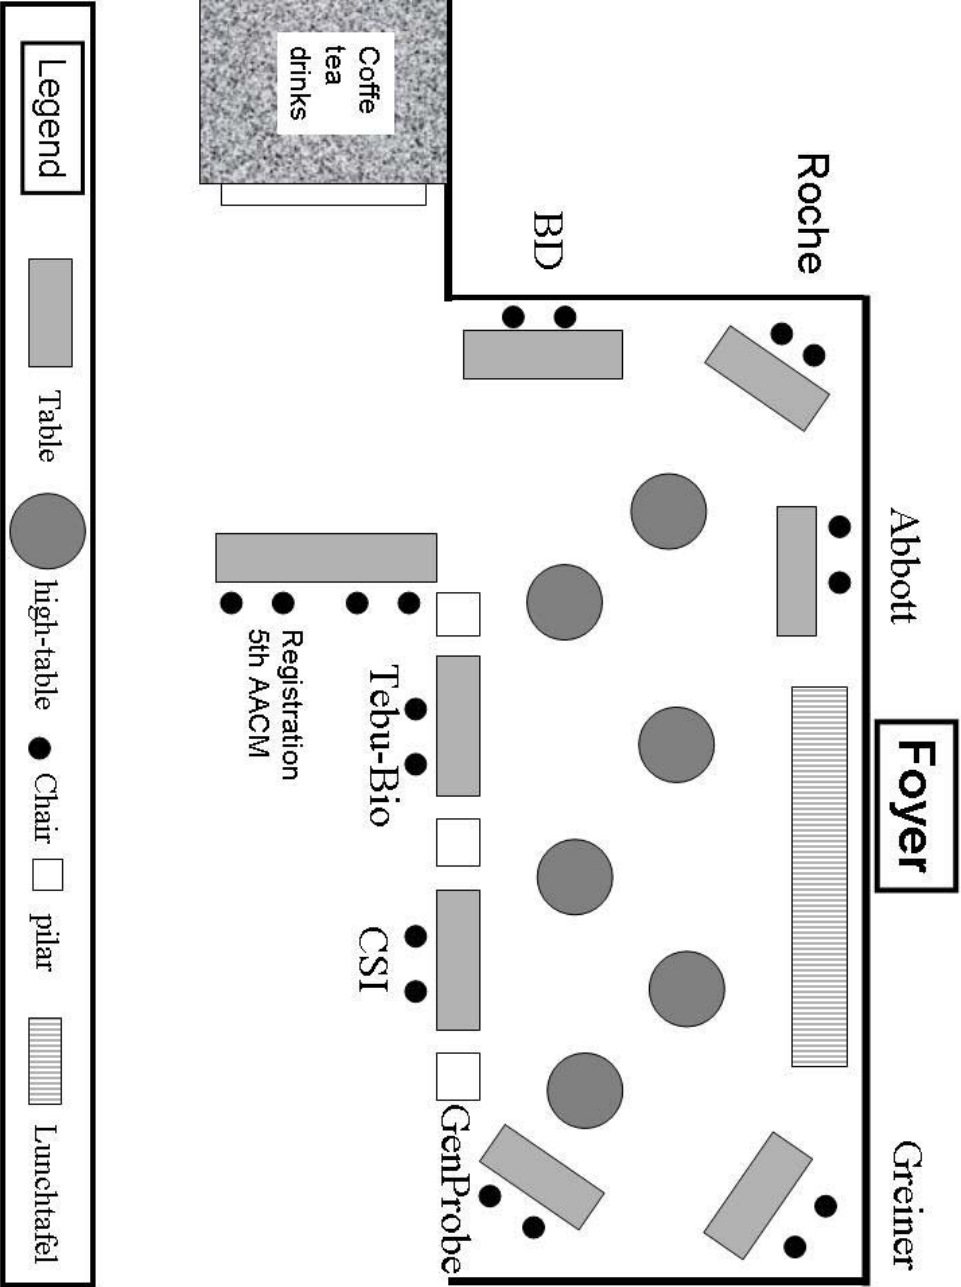 Foyer
Roche
Abbott
Greiner
BD
Coffe
tea
drinks
Tebu-Bio
CSI
GenProbe
Registration
5th AACM
Legend
Table
high-table
Chair
pilar
Lunchtafel